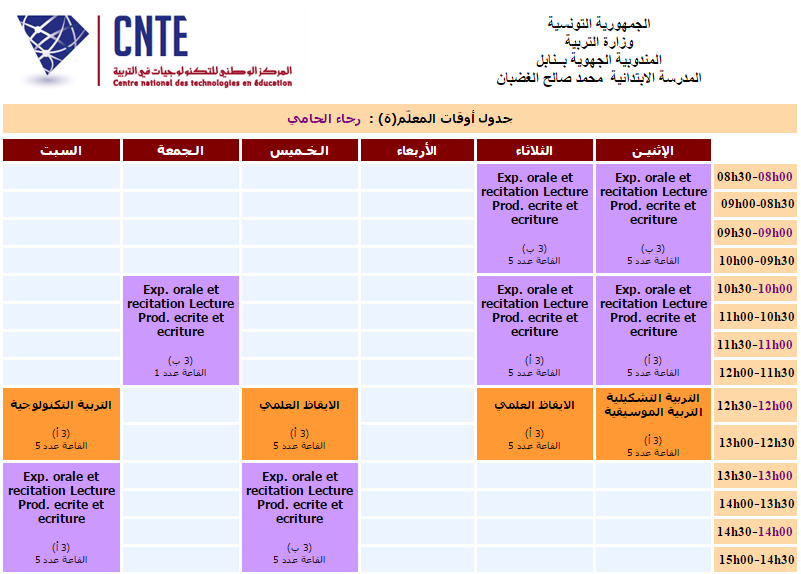 CNTE
المركز الوطني للتكنولوجيات في التربية
Centre national des technologies en éducation
الجمهورية التونسية
وزارة التربية
المندوبية الجهوية بـنابل
المدرسة الابتدائية محمد صالح الغضبان
جدول أوقات المعلّم(ة) : رجاء الحامي
الإثنين
الثلاثاء
الأربعاء
الخميس
الجمعة
السبت
08h30-08h00
09h00-08h30
09h30-09h00
10h00-09h30
Exp. orale et
recitation Lecture
Prod. ecrite et
ecriture
(3 ب)
القاعة عدد 5
Exp. orale et
recitation Lecture
Prod. ecrite et
ecriture
(3 ب)
القاعة عدد 5
10h30-10h00
11h00-10h30
11h30-11h00
12h00-11h30
Exp. orale et
recitation Lecture
Prod. ecrite et
ecriture
(3 أ)
القاعة عدد 5
Exp. orale et
recitation Lecture
Prod. ecrite et
ecriture
(3 أ)
القاعة عدد 5
Exp. orale et
recitation Lecture
Prod. ecrite et
ecriture
(3 ب)
القاعة عدد 1
12h30-12h00
13h00-12h30
التربية التشكيلية
التربية الموسيقية
(3 أ)
القاعة عدد 5
الايقاظ العلمي
(3 أ)
القاعة عدد 5
الايقاظ العلمي
(3 أ)
القاعة عدد 5
التربية التكنولوجية
(3 أ)
القاعة عدد 5
13h30-13h00
14h00-13h30
14h30-14h00
15h00-14h30
Exp. orale et
recitation Lecture
Prod. ecrite et
ecriture
(3 ب)
القاعة عدد 5
Exp. orale et
recitation Lecture
Prod. ecrite et
ecriture
(3 أ)
القاعة عدد 5